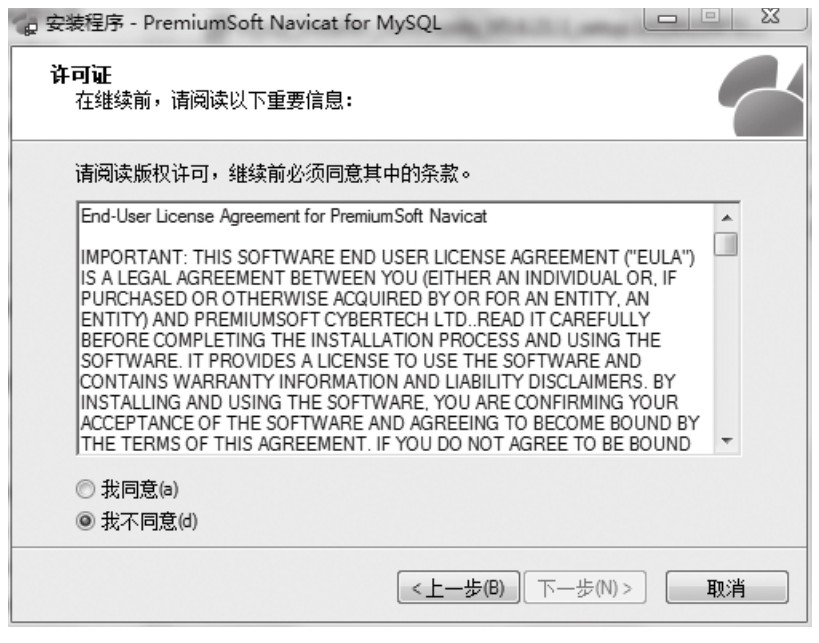 安装程序 - PremiumSoft Navicat for MySQL
许可证
在继续前，请阅读以下重要信息：
请阅读版权许可，继续前必须同意其中的条款。
End-User License Agreement for PremiumSoft Navicat
IMPORTANT: THIS SOFTWARE END USER LICENSE AGREEMENT ("EULA")
IS A LEGAL AGREEMENT BETWEEN YOU (EITHER AN INDIVIDUAL OR, IF
PURCHASED OR OTHERWISE ACQUIRED BY OR FOR AN ENTITY, AN
ENTITY) AND PREMIUMSOFT CYBERTECH LTD..READ IT CAREFULLY
BEFORE COMPLETING THE INSTALLATION PROCESS AND USING THE
SOFTWARE. IT PROVIDES A LICENSE TO USE THE SOFTWARE AND
CONTAINS WARRANTY INFORMATION AND LIABILITY DISCLAIMERS. BY
INSTALLING AND USING THE SOFTWARE, YOU ARE CONFIRMING YOUR
ACCEPTANCE OF THE SOFTWARE AND AGREEING TO BECOME BOUND BY
THE TERMS OF THIS AGREEMENT. IF YOU DO NOT AGREE TO BE BOUND
我同意(a)
我不同意(d)
<上一步(B) 下一步(N)> 取消